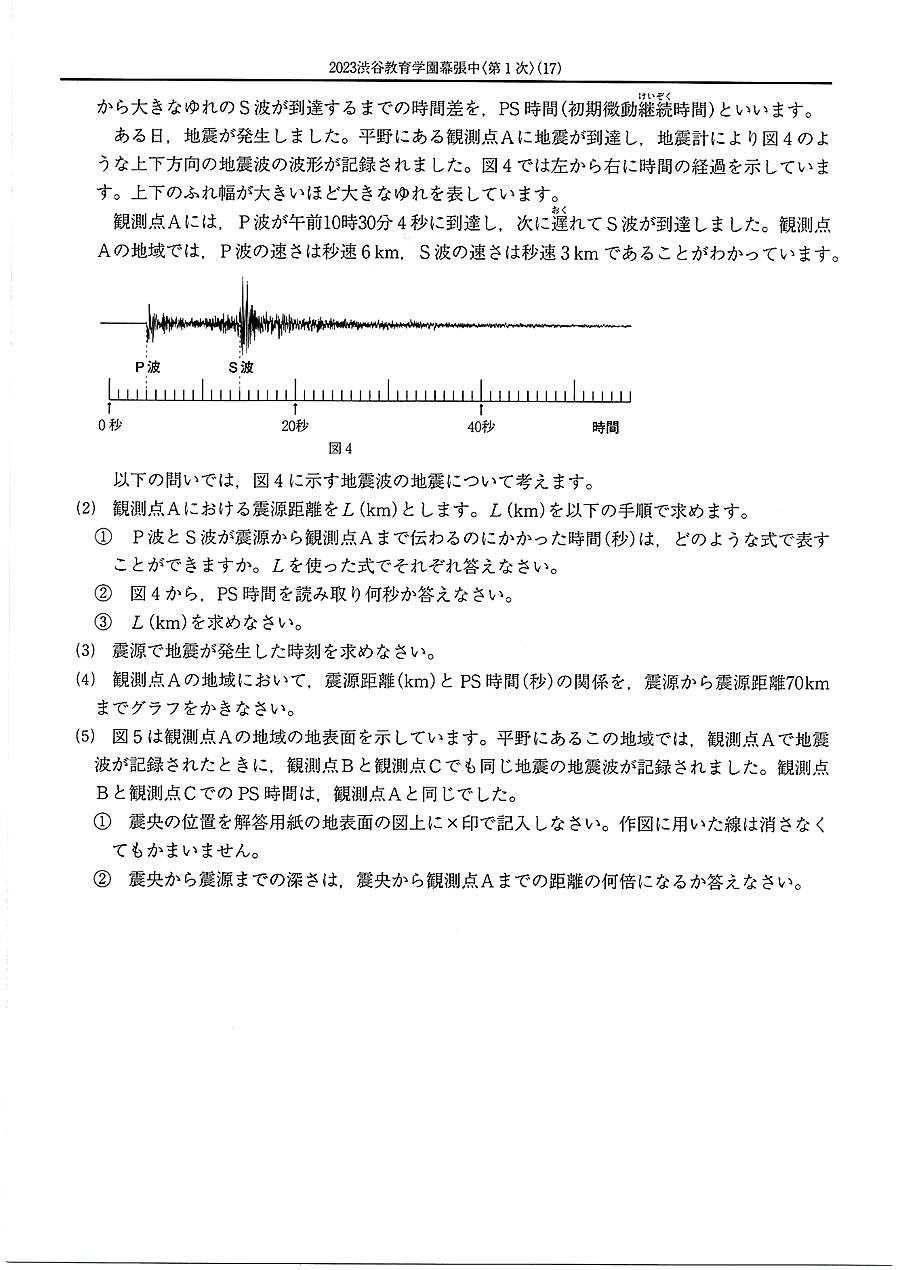 2023渋谷教育学園幕張中〈第1次〉(17)
けいぞく
から大きなゆれのS波が到達するまでの時間差を，PS時間(初期微動継続時間)といいます。
ある日，地震が発生しました。平野にある観測点Aに地震が到達し，地震計により図4のよ
うな上下方向の地震波の波形が記録されました。図4では左から右に時間の経過を示していま
す。上下のふれ幅が大きいほど大きなゆれを表しています。
おく
観測点Aには，P波が午前10時30分4秒に到達し，次に遅れてS波が到達しました。観測点
Aの地域では，P波の速さは秒速6km，S波の速さは秒速3kmであることがわかっています。
P波 S波
0秒 20秒 40秒 時間
図4
以下の問いでは，図4に示す地震波の地震について考えます。
(2) 観測点Aにおける震源距離をL(km)とします。L(km)を以下の手順で求めます。
① P波とS波が震源から観測点Aまで伝わるのにかかった時間(秒)は，どのような式で表す
ことができますか。Lを使った式でそれぞれ答えなさい。
② 図4から，PS時間を読み取り何秒か答えなさい。
③ L(km)を求めなさい。
(3) 震源で地震が発生した時刻を求めなさい。
(4) 観測点Aの地域において，震源距離(km)とPS時間(秒)の関係を，震源から震源距離70km
までグラフをかきなさい。
(5) 図5は観測点Aの地域の地表面を示しています。平野にあるこの地域では，観測点Aで地震
波が記録されたときに，観測点Bと観測点Cでも同じ地震の地震波が記録されました。観測点
Bと観測点CでのPS時間は，観測点Aと同じでした。
① 震央の位置を解答用紙の地表面の図上に×印で記入しなさい。作図に用いた線は消さなく
てもかまいません。
② 震央から震源までの深さは，震央から観測点Aまでの距離の何倍になるか答えなさい。